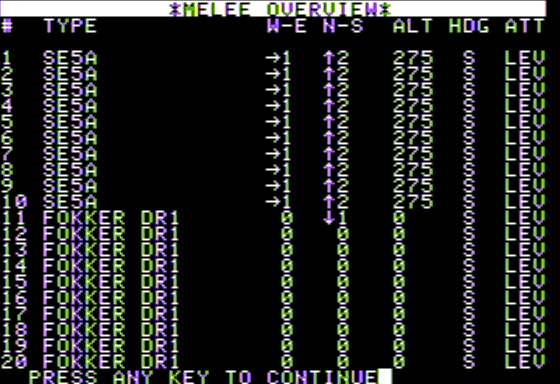 *MELEE OVERVIEW*
# TYPE W-E N-S ALT HDG ATT
1 SE5A →1 ↑2 275 S LEV
2 SE5A →1 ↑2 275 S LEV
3 SE5A →1 ↑2 275 S LEV
4 SE5A →1 ↑2 275 S LEV
5 SE5A →1 ↑2 275 S LEV
6 SE5A →1 ↑2 275 S LEV
7 SE5A →1 ↑2 275 S LEV
8 SE5A →1 ↑2 275 S LEV
9 SE5A →1 ↑2 275 S LEV
10 SE5A →1 ↑2 275 S LEV
11 FOKKER DR1 0 ↓1 0 S LEV
12 FOKKER DR1 0 0 0 S LEV
13 FOKKER DR1 0 0 0 S LEV
14 FOKKER DR1 0 0 0 S LEV
15 FOKKER DR1 0 0 0 S LEV
16 FOKKER DR1 0 0 0 S LEV
17 FOKKER DR1 0 0 0 S LEV
18 FOKKER DR1 0 0 0 S LEV
19 FOKKER DR1 0 0 0 S LEV
20 FOKKER DR1 0 0 0 S LEV
PRESS ANY KEY TO CONTINUE